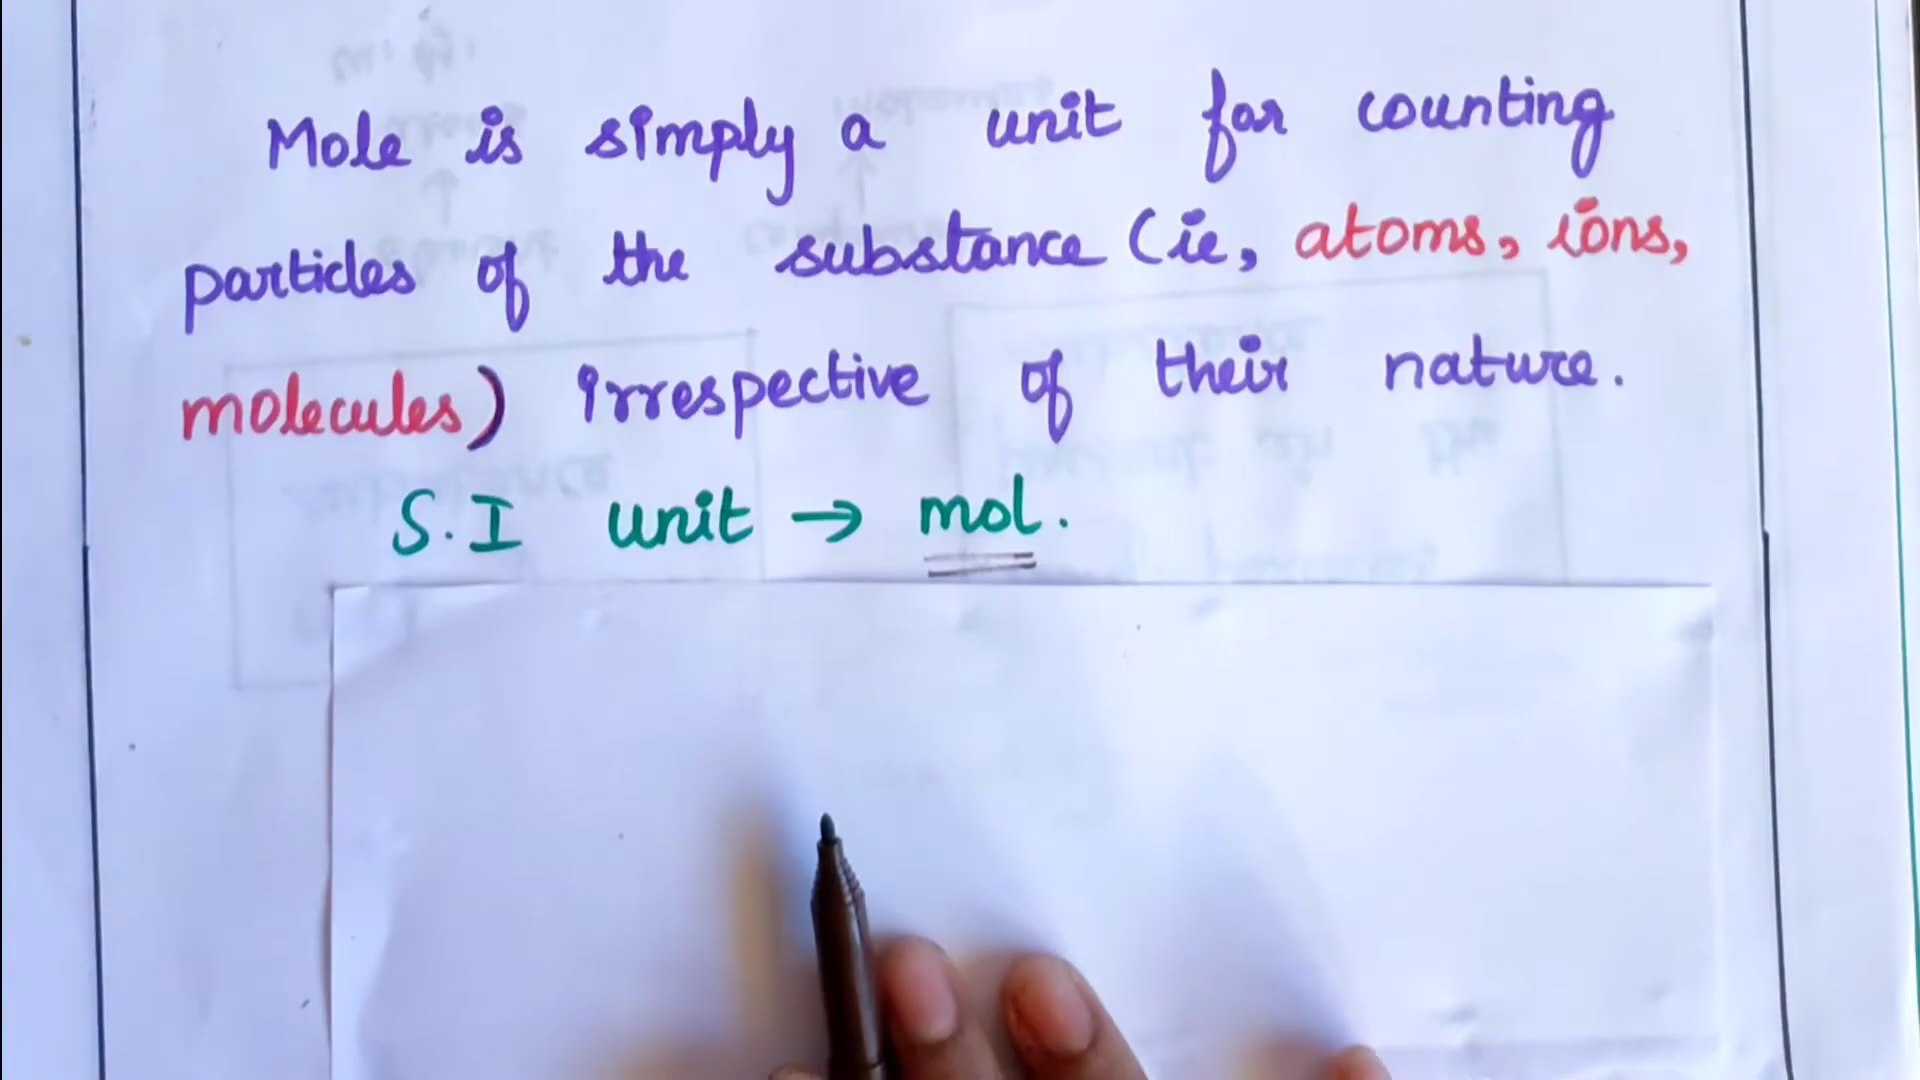 Mole is simply a unit for counting
particles of the substance (ie, atoms, ions,
molecules) irrespective of their nature.
S.I unit → mol.